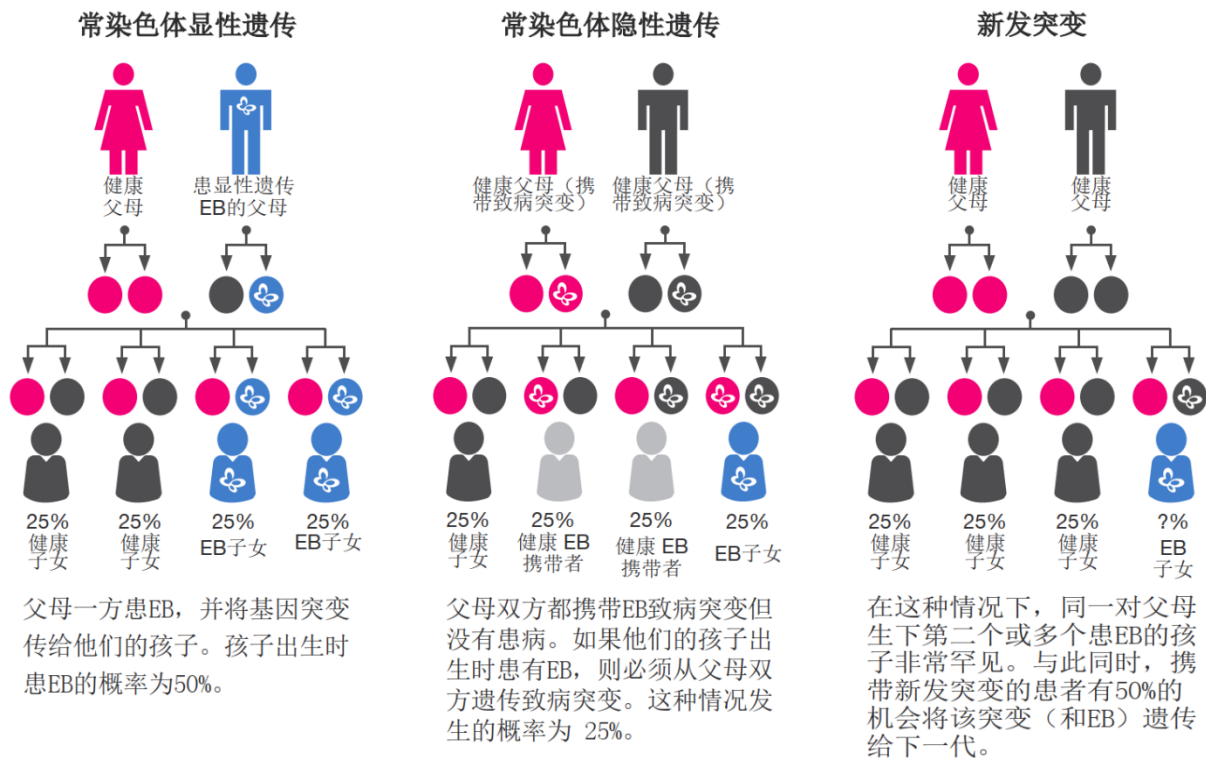 常染色体显性遗传
健康
父母
患显性遗传
EB的父母
25%
健康
子女
25%
健康
子女
25%
EB子女
25%
EB子女
父母一方患EB，并将基因突变
传给他们的孩子。孩子出生时
患EB的概率为50%。
常染色体隐性遗传
健康父母（携
带致病突变）
健康父母（携
带致病突变）
25%
健康
子女
25%
健康 EB
携带者
25%
健康 EB
携带者
25%
EB子女
父母双方都携带EB致病突变但
没有患病。如果他们的孩子出
生时患有EB，则必须从父母双
方遗传致病突变。这种情况发
生的概率为 25%。
新发突变
健康
父母
健康
父母
25%
健康
子女
25%
健康
子女
25%
健康
子女
?%
EB
子女
在这种情况下，同一对父母
生下第二个或多个患EB的孩
子非常罕见。与此同时，携
带新发突变的患者有50%的
机会将该突变（和EB）遗传
给下一代。